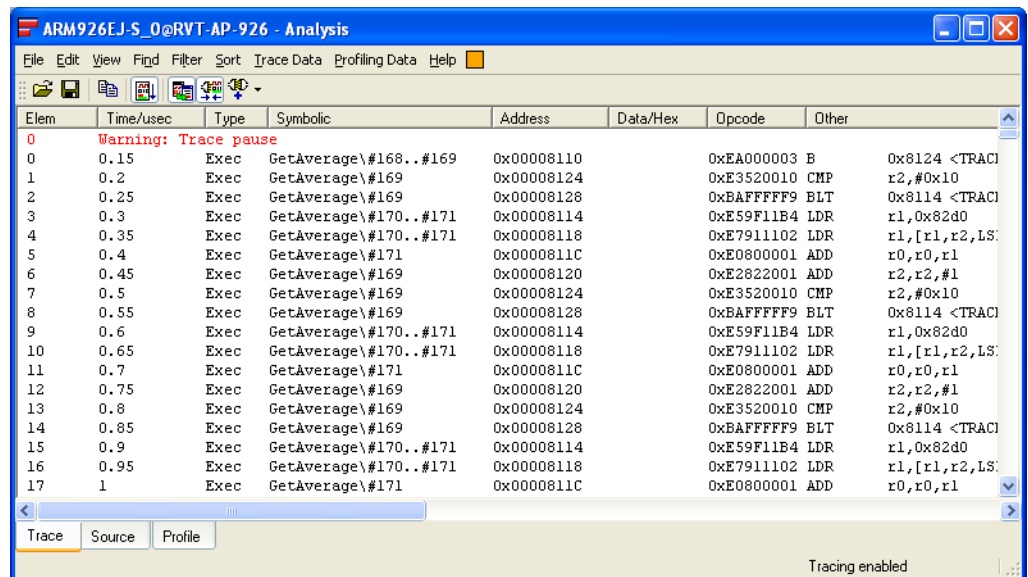 ARM926EJ-S_0@RVT-AP-926 - Analysis
File Edit View Find Filter Sort Trace Data Profiling Data Help
Elem Time/usec Type Symbolic Address Data/Hex Opcode Other
0 Warning: Trace pause
0 0.15 Exec GetAverage\#168..#169 0x00008110 0xEA000003 B 0x8124 <TRAC
1 0.2 Exec GetAverage\#169 0x00008124 0xE3520010 CMP r2,#0x10
2 0.25 Exec GetAverage\#169 0x00008128 0xBAFFFFF9 BLT 0x8114 <TRAC
3 0.3 Exec GetAverage\#170..#171 0x00008114 0xE59F11B4 LDR r1,0x82d0
4 0.35 Exec GetAverage\#170..#171 0x00008118 0xE7911102 LDR r1,[r1,r2,LS
5 0.4 Exec GetAverage\#171 0x0000811C 0xE0800001 ADD r0,r0,r1
6 0.45 Exec GetAverage\#169 0x00008120 0xE2822001 ADD r2,r2,#1
7 0.5 Exec GetAverage\#169 0x00008124 0xE3520010 CMP r2,#0x10
8 0.55 Exec GetAverage\#169 0x00008128 0xBAFFFFF9 BLT 0x8114 <TRAC
9 0.6 Exec GetAverage\#170..#171 0x00008114 0xE59F11B4 LDR r1,0x82d0
10 0.65 Exec GetAverage\#170..#171 0x00008118 0xE7911102 LDR r1,[r1,r2,LS
11 0.7 Exec GetAverage\#171 0x0000811C 0xE0800001 ADD r0,r0,r1
12 0.75 Exec GetAverage\#169 0x00008120 0xE2822001 ADD r2,r2,#1
13 0.8 Exec GetAverage\#169 0x00008124 0xE3520010 CMP r2,#0x10
14 0.85 Exec GetAverage\#169 0x00008128 0xBAFFFFF9 BLT 0x8114 <TRAC
15 0.9 Exec GetAverage\#170..#171 0x00008114 0xE59F11B4 LDR r1,0x82d0
16 0.95 Exec GetAverage\#170..#171 0x00008118 0xE7911102 LDR r1,[r1,r2,LS
17 1 Exec GetAverage\#171 0x0000811C 0xE0800001 ADD r0,r0,r1
Trace Source Profile
Tracing enabled